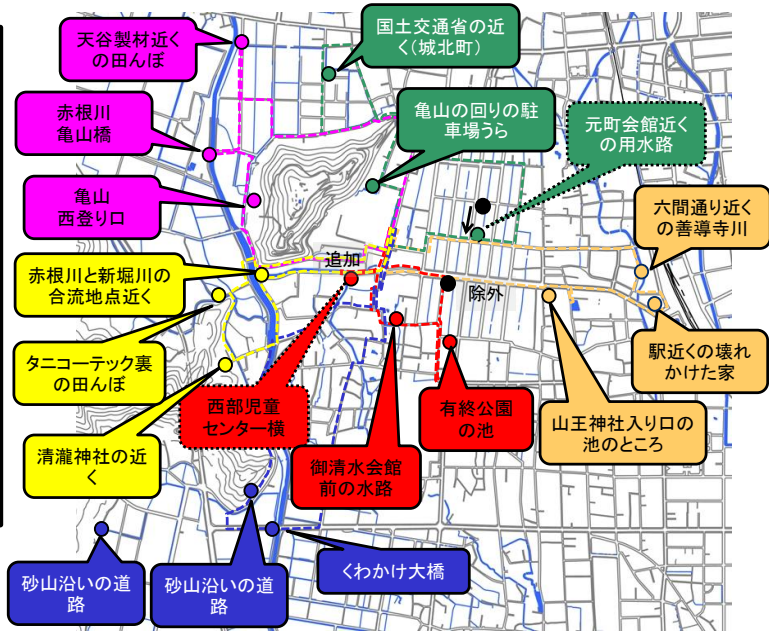 天谷製材近く
の田んぼ
国土交通省の近
く(城北町)
赤根川
亀山橋
亀山の回りの駐
車場うら
元町会館近く
の用水路
亀山
西登り口
六間通り近く
の善導寺川
赤根川と新堀川の
合流地点近く
追加
除外
タニコーテック裏
の田んぼ
駅近くの壊れ
かけた家
西部児童
センター横
有終公園
の池
山王神社入り口の
池のところ
清瀧神社の近
く
御清水会館
前の水路
砂山沿いの道
路
砂山沿いの道
路
くわかけ大橋